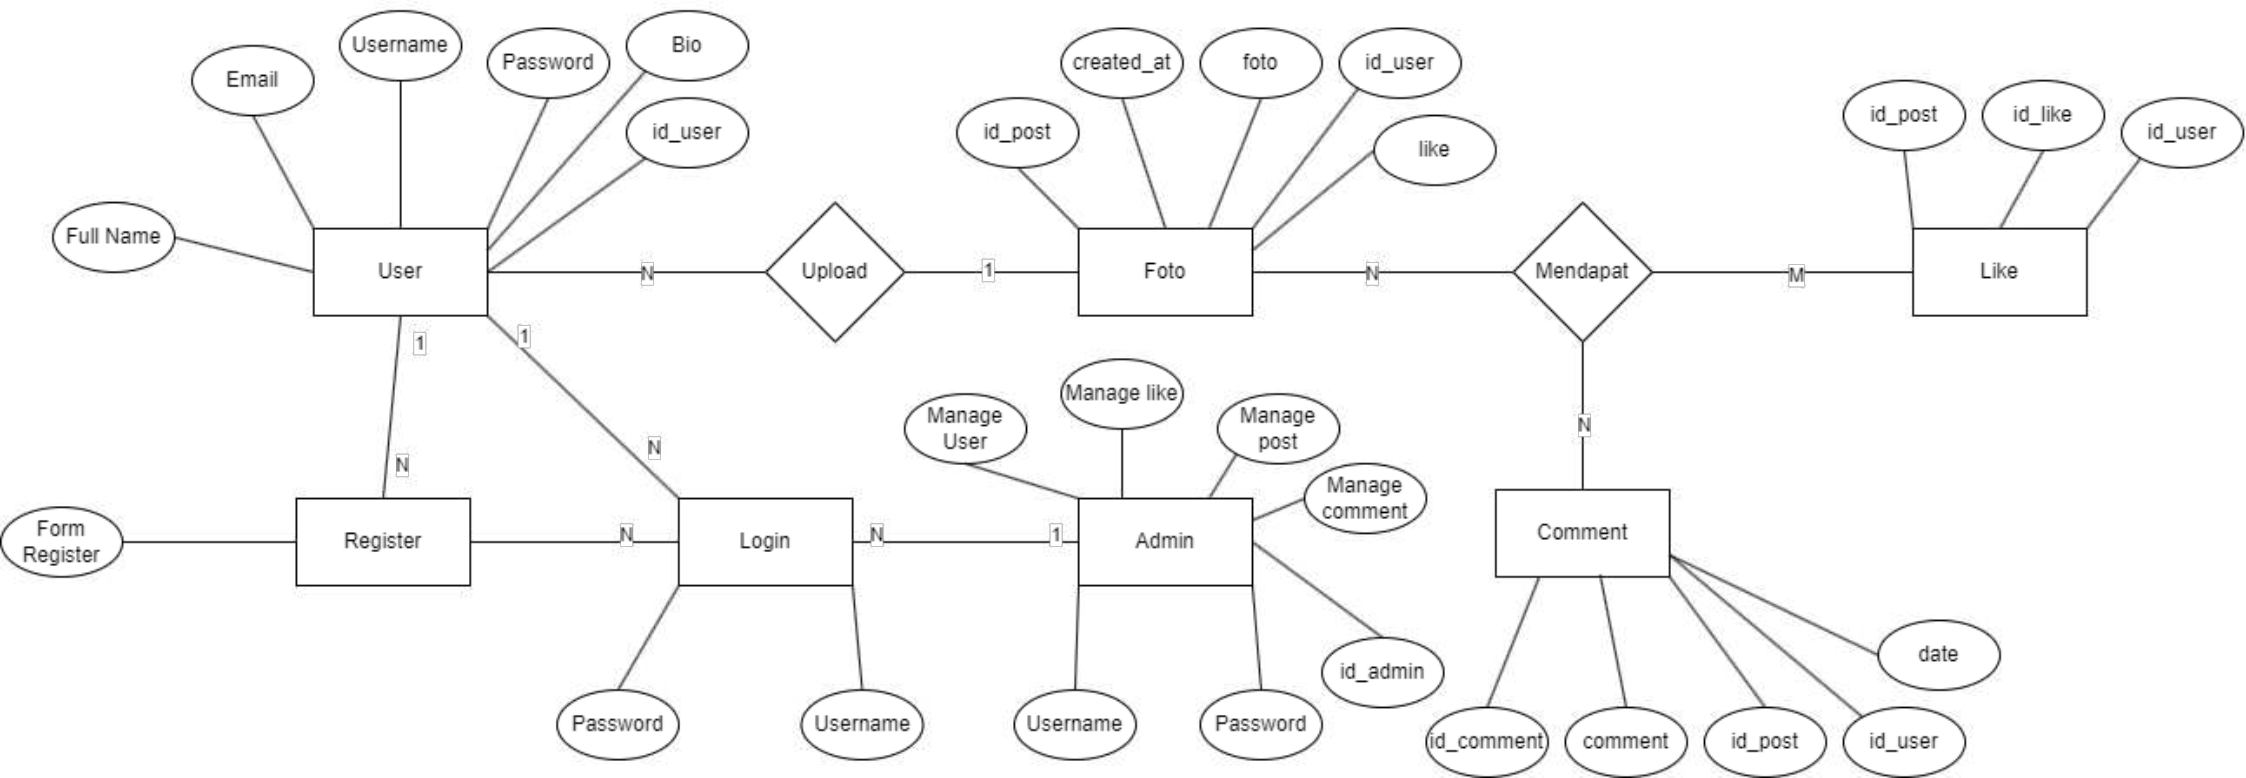 Username
Bio
Email
Password
created_at
foto
id_user
id_post
id_like
id_user
id_user
id_post
like
Full Name
User
N
Upload
1
Foto
N
Mendapat
M
Like
1
1
N
N
Manage
User
Manage like
Manage
post
Manage
comment
N
Form
Register
Register
N
Login
N
1
Admin
Comment
id_admin
date
Password
Username
Username
Password
id_comment
comment
id_post
id_user